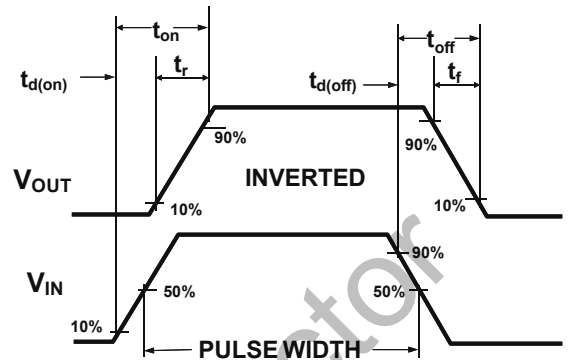 ton
toff
td(on)
tr
td(off)
tf
90%
90%
VOUT
INVERTED
10%
10%
90%
VIN
50%
50%
10%
PULSE WIDTH